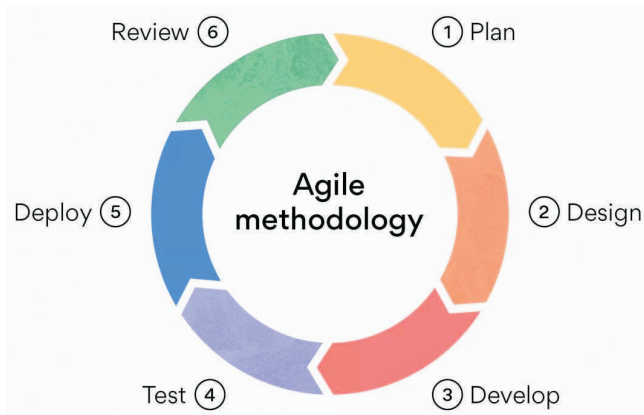 Agile
methodology
① Plan
② Design
③ Develop
Test ④
Deploy ⑤
Review ⑥